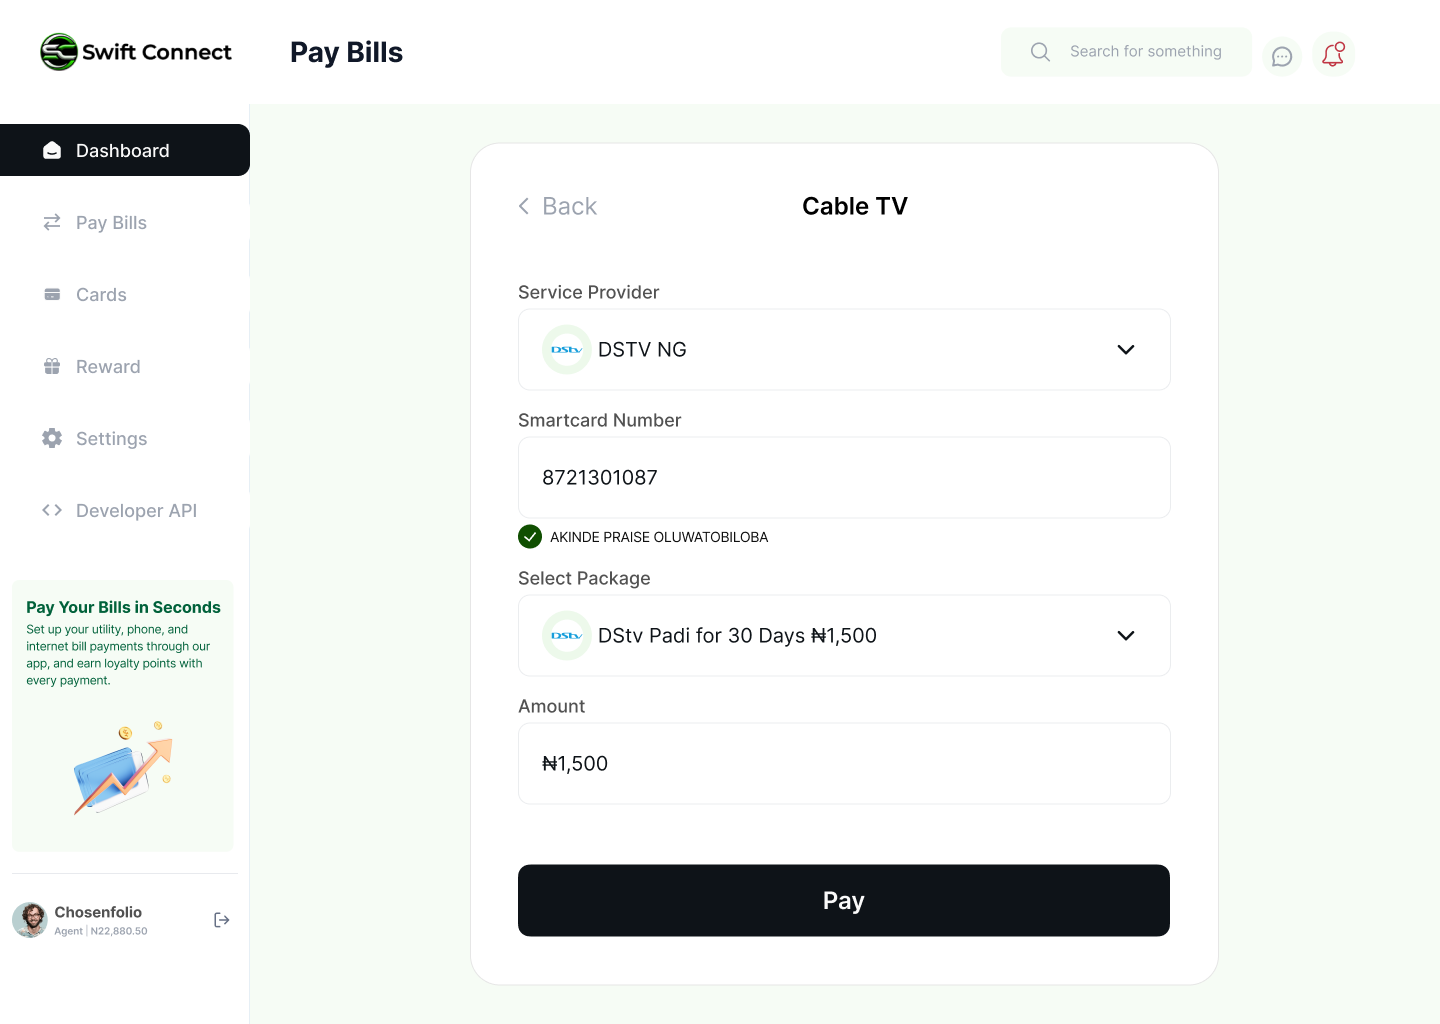 Swift Connect
Pay Bills
Search for something
Dashboard
Pay Bills
Cards
Reward
Settings
Developer API
Pay Your Bills in Seconds
Set up your utility, phone, and
internet bill payments through our
app, and earn loyalty points with
every payment.
Chosenfolio
Agent | N22,880.50
Back
Cable TV
Service Provider
DStv DSTV NG
Smartcard Number
8721301087
AKINDE PRAISE OLUWATOBILOBA
Select Package
DStv DStv Padi for 30 Days ₦1,500
Amount
₦1,500
Pay